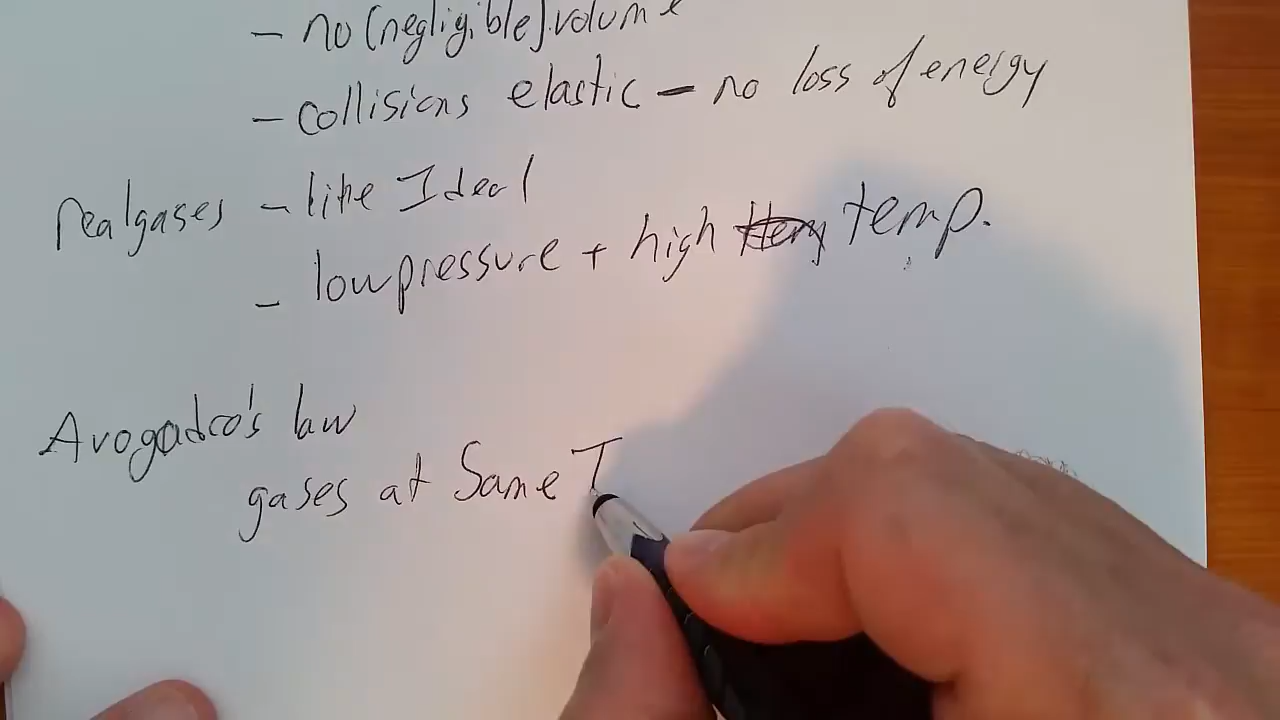 - no (negligible) volume
- collisions elastic - no loss of energy
real gases - like Ideal
- low pressure + high temp.
Avogadro's law
gases at Same T